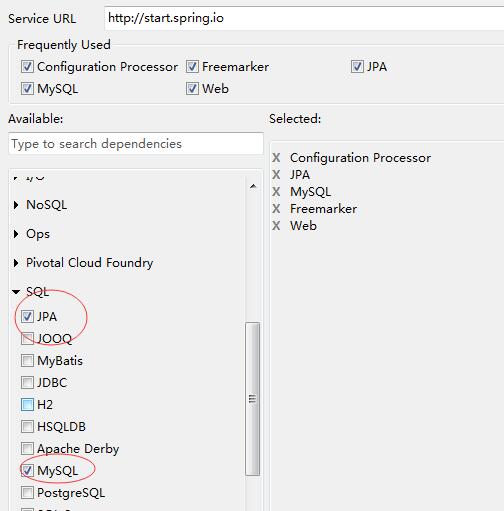 Service URL http://start.spring.io
Frequently Used
Configuration Processor Freemarker JPA
MySQL Web
Available: Selected:
Type to search dependencies
X Configuration Processor
X JPA
X MySQL
X Freemarker
X Web
I/O
NoSQL
Ops
Pivotal Cloud Foundry
SQL
JPA
JOOQ
MyBatis
JDBC
H2
HSQLDB
Apache Derby
MySQL
PostgreSQL